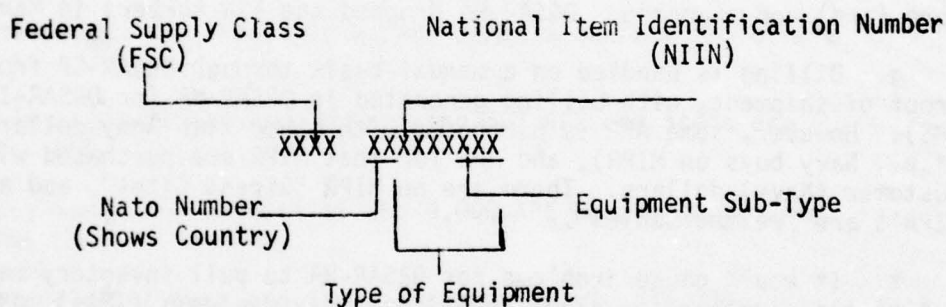 Federal Supply Class
(FSC)
National Item Identification Number
(NIIN)
XXXX XXXXXXXXX
Nato Number
(Shows Country)
Equipment Sub-Type
Type of Equipment